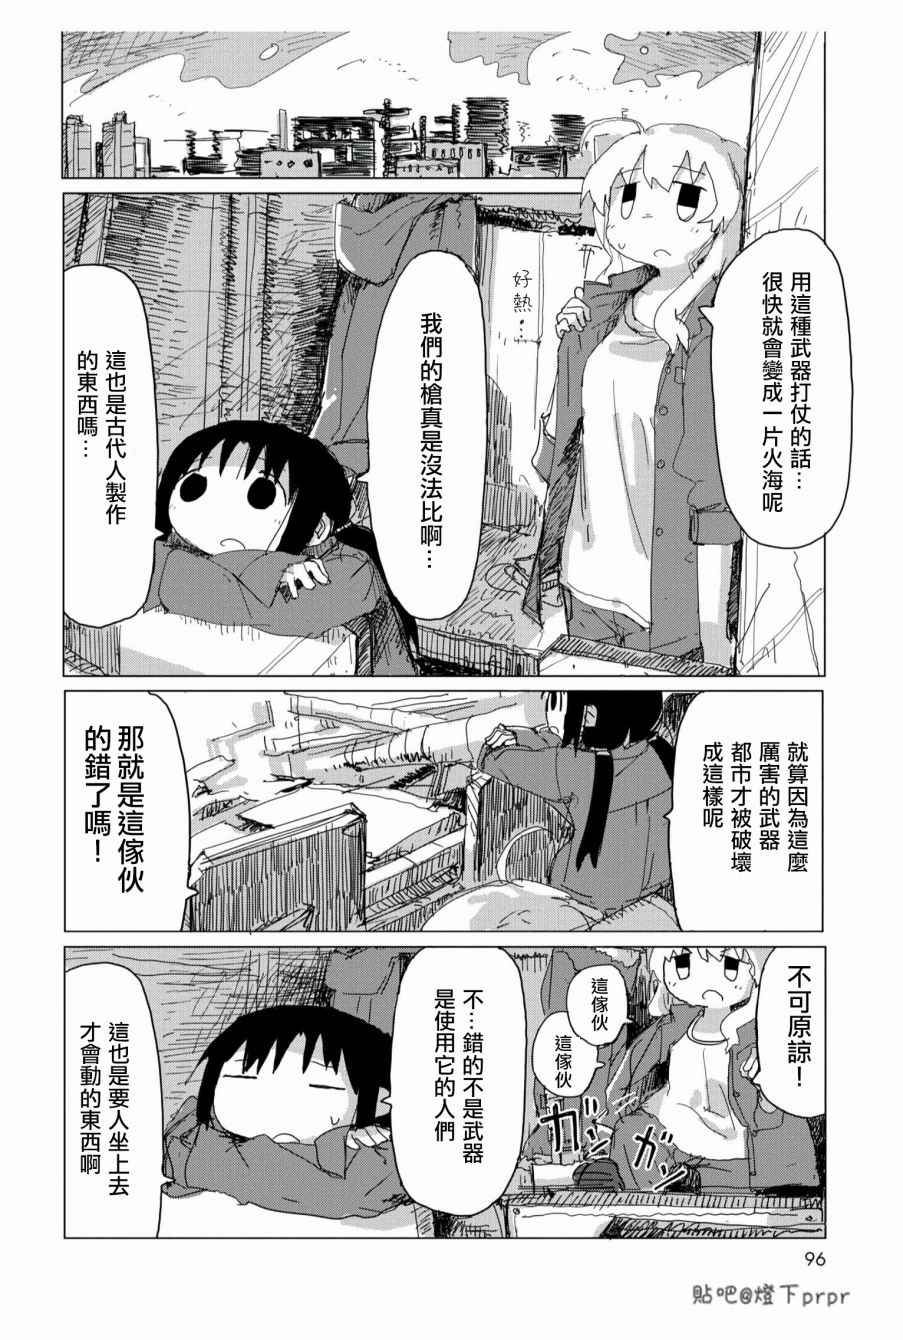 用這種武器打仗的話…
很快就會變成一片火海呢
好熱…
我們的槍真是沒法比啊…
這也是古代人製作
的東西嗎…
就算因為這麼
厲害的武器
都市才被破壞
成這樣呢
那就是這傢伙
的錯了嗎！
不可原諒！
這傢伙
這傢伙
ガン
ガン
不…錯的不是武器
是使用它的人們
這也是要人坐上去
才會動的東西啊
96
貼吧@燈下prpr